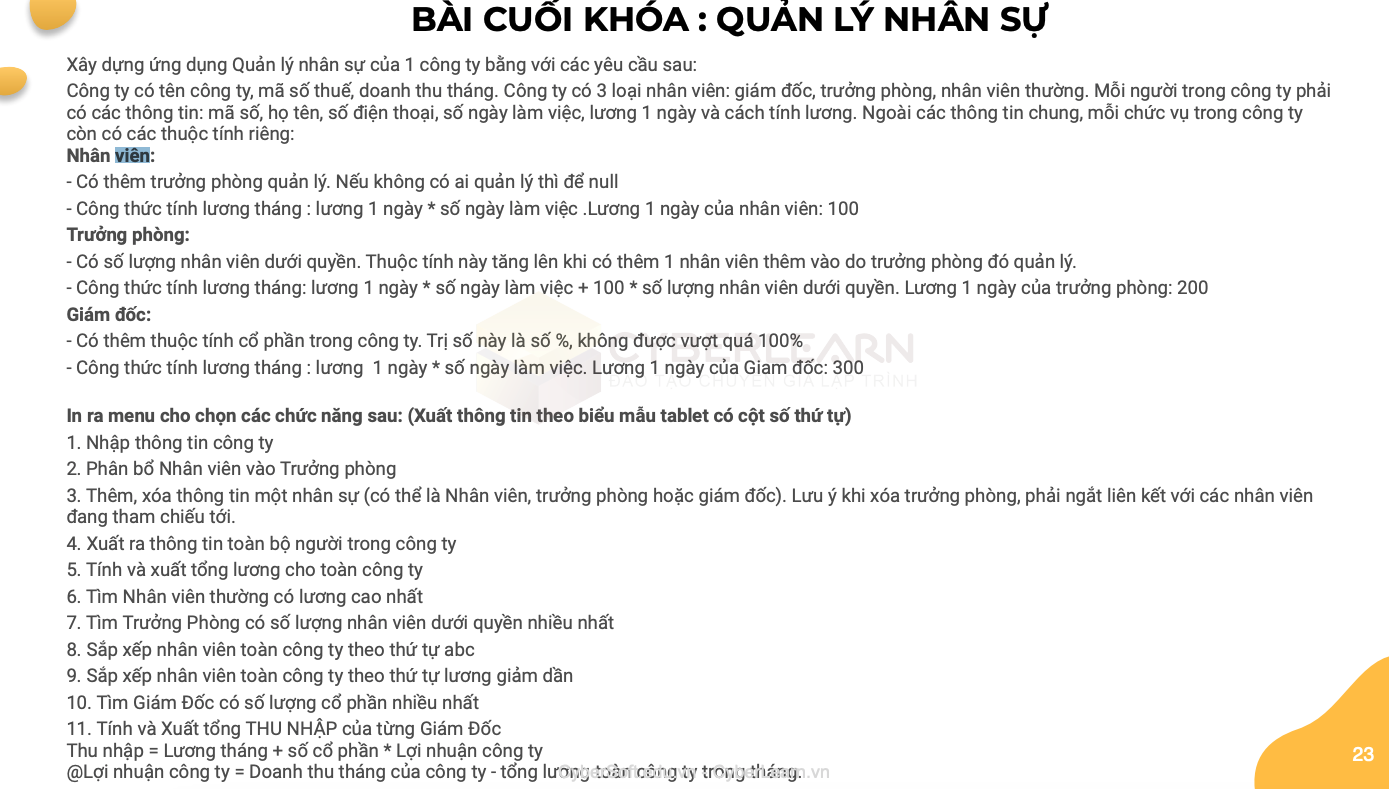 BÀI CUỐI KHÓA : QUẢN LÝ NHÂN SỰ
Xây dựng ứng dụng Quản lý nhân sự của 1 công ty bằng với các yêu cầu sau:
Công ty có tên công ty, mã số thuế, doanh thu tháng. Công ty có 3 loại nhân viên: giám đốc, trưởng phòng, nhân viên thường. Mỗi người trong công ty phải
có các thông tin: mã số, họ tên, số điện thoại, số ngày làm việc, lương 1 ngày và cách tính lương. Ngoài các thông tin chung, mỗi chức vụ trong công ty
còn có các thuộc tính riêng:
Nhân viên:
- Có thêm trưởng phòng quản lý. Nếu không có ai quản lý thì để null
- Công thức tính lương tháng : lương 1 ngày * số ngày làm việc .Lương 1 ngày của nhân viên: 100
Trưởng phòng:
- Có số lượng nhân viên dưới quyền. Thuộc tính này tăng lên khi có thêm 1 nhân viên thêm vào do trưởng phòng đó quản lý.
- Công thức tính lương tháng: lương 1 ngày * số ngày làm việc + 100 * số lượng nhân viên dưới quyền. Lương 1 ngày của trưởng phòng: 200
Giám đốc:
- Có thêm thuộc tính cổ phần trong công ty. Trị số này là số %, không được vượt quá 100%
CYBERLEARN
- Công thức tính lương tháng : lương  1 ngày * số ngày làm việc. Lương 1 ngày của Giam đốc: 300
ĐÀO TẠO CHUYÊN GIA LẬP TRÌNH
In ra menu cho chọn các chức năng sau: (Xuất thông tin theo biểu mẫu tablet có cột số thứ tự)
1. Nhập thông tin công ty
2. Phân bổ Nhân viên vào Trưởng phòng
3. Thêm, xóa thông tin một nhân sự (có thể là Nhân viên, trưởng phòng hoặc giám đốc). Lưu ý khi xóa trưởng phòng, phải ngắt liên kết với các nhân viên
đang tham chiếu tới.
4. Xuất ra thông tin toàn bộ người trong công ty
5. Tính và xuất tổng lương cho toàn công ty
6. Tìm Nhân viên thường có lương cao nhất
7. Tìm Trưởng Phòng có số lượng nhân viên dưới quyền nhiều nhất
8. Sắp xếp nhân viên toàn công ty theo thứ tự abc
9. Sắp xếp nhân viên toàn công ty theo thứ tự lương giảm dần
10. Tìm Giám Đốc có số lượng cổ phần nhiều nhất
11. Tính và Xuất tổng THU NHẬP của từng Giám Đốc
Thu nhập = Lương tháng + số cổ phần * Lợi nhuận công ty
@Lợi nhuận công ty = Doanh thu tháng của công ty - tổng lương toàn công ty trong tháng.
CyberSoft.edu.vn - CyberLearn.vn
23